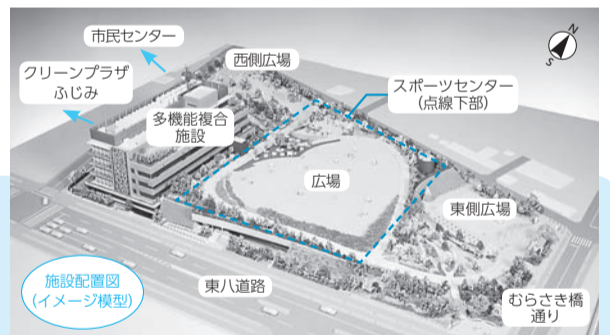 市民センター
西側広場
N
S
クリーンプラザ
ふじみ
スポーツセンター
(点線下部)
多機能複合
施設
広場
東側広場
施設配置図
(イメージ模型)
東八道路
むらさき橋
通り